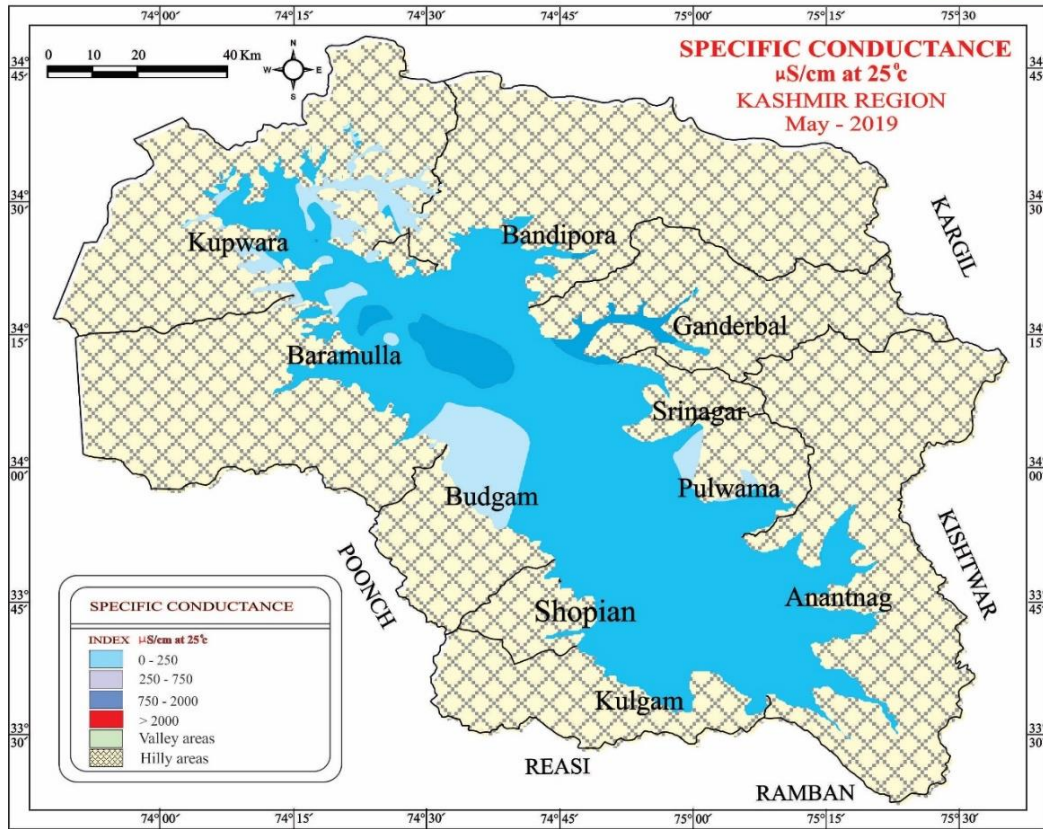 74° 00' 74° 15' 74° 30' 74° 45' 75° 00' 75° 15' 75° 30'
0 10 20 40 Km
N
W E
S
SPECIFIC CONDUCTANCE
µS/cm at 25°c
KASHMIR REGION
May - 2019
34° 45'
34° 45'
34° 30'
34° 30'
34° 15'
34° 15'
34° 00'
34° 00'
33° 45'
33° 45'
33° 30'
33° 30'
KARGIL
Kupwara
Bandipora
Ganderbal
Baramulla
Srinagar
Budgam
Pulwama
KISHTWAR
POONCH
Shopian
Anantnag
Kulgam
REASI
RAMBAN
SPECIFIC CONDUCTANCE
INDEX µS/cm at 25°c
0 - 250
250 - 750
750 - 2000
> 2000
Valley areas
Hilly areas
74° 00' 74° 15' 74° 30' 74° 45' 75° 00' 75° 15' 75° 30'